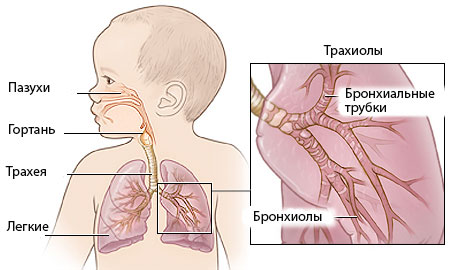 Пазухи
Гортань
Трахея
Легкие
Трахиолы
Бронхиальные
трубки
Бронхиолы